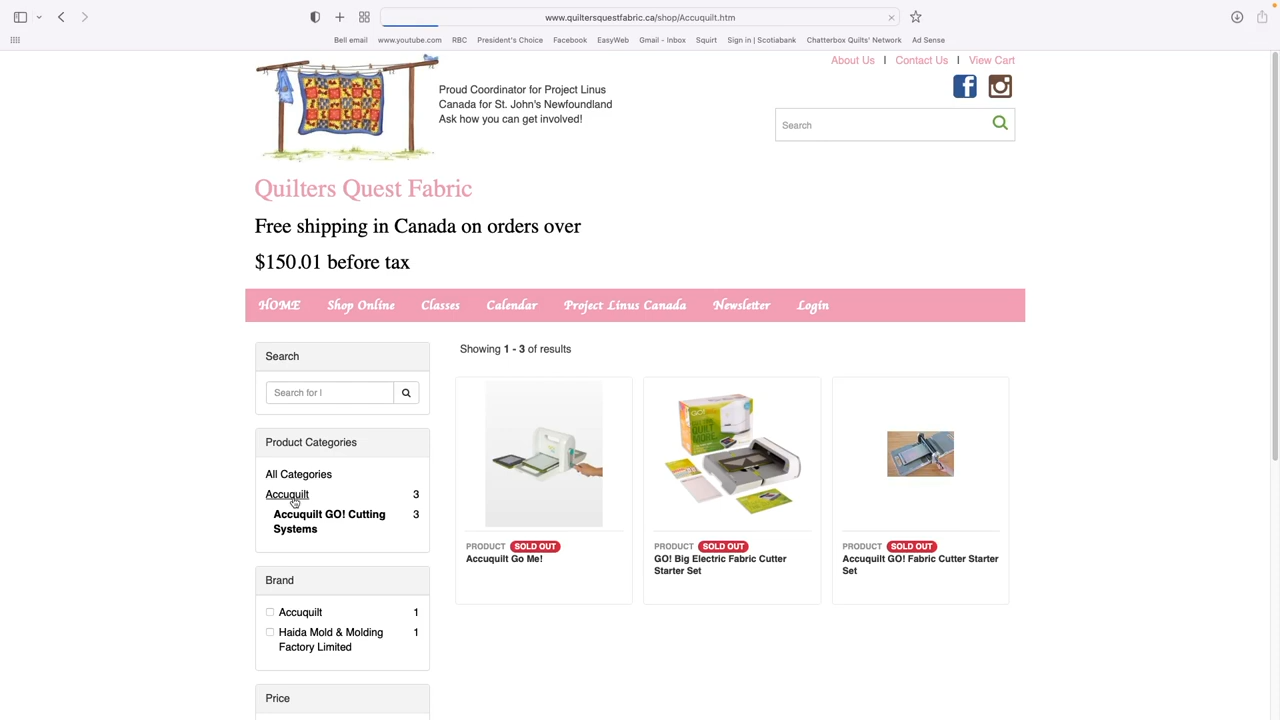 www.quiltersquestfabric.ca/shop/Accuquilt.htm
Bell email www.youtube.com RBC President's Choice Facebook EasyWeb Gmail - Inbox Squirt Sign in | Scotiabank Chatterbox Quilts' Network Ad Sense
About Us | Contact Us | View Cart
Proud Coordinator for Project Linus
Canada for St. John's Newfoundland
Ask how you can get involved!
Search
Quilters Quest Fabric
Free shipping in Canada on orders over
$150.01 before tax
HOME Shop Online Classes Calendar Project Linus Canada Newsletter Login
Search
Search for I
Product Categories
All Categories
Accuquilt 3
Accuquilt GO! Cutting 3
Systems
Brand
Accuquilt 1
Haida Mold & Molding 1
Factory Limited
Price
Showing 1 - 3 of results
PRODUCT SOLD OUT
Accuquilt Go Me!
PRODUCT SOLD OUT
GO! Big Electric Fabric Cutter
Starter Set
PRODUCT SOLD OUT
Accuquilt GO! Fabric Cutter Starter
Set